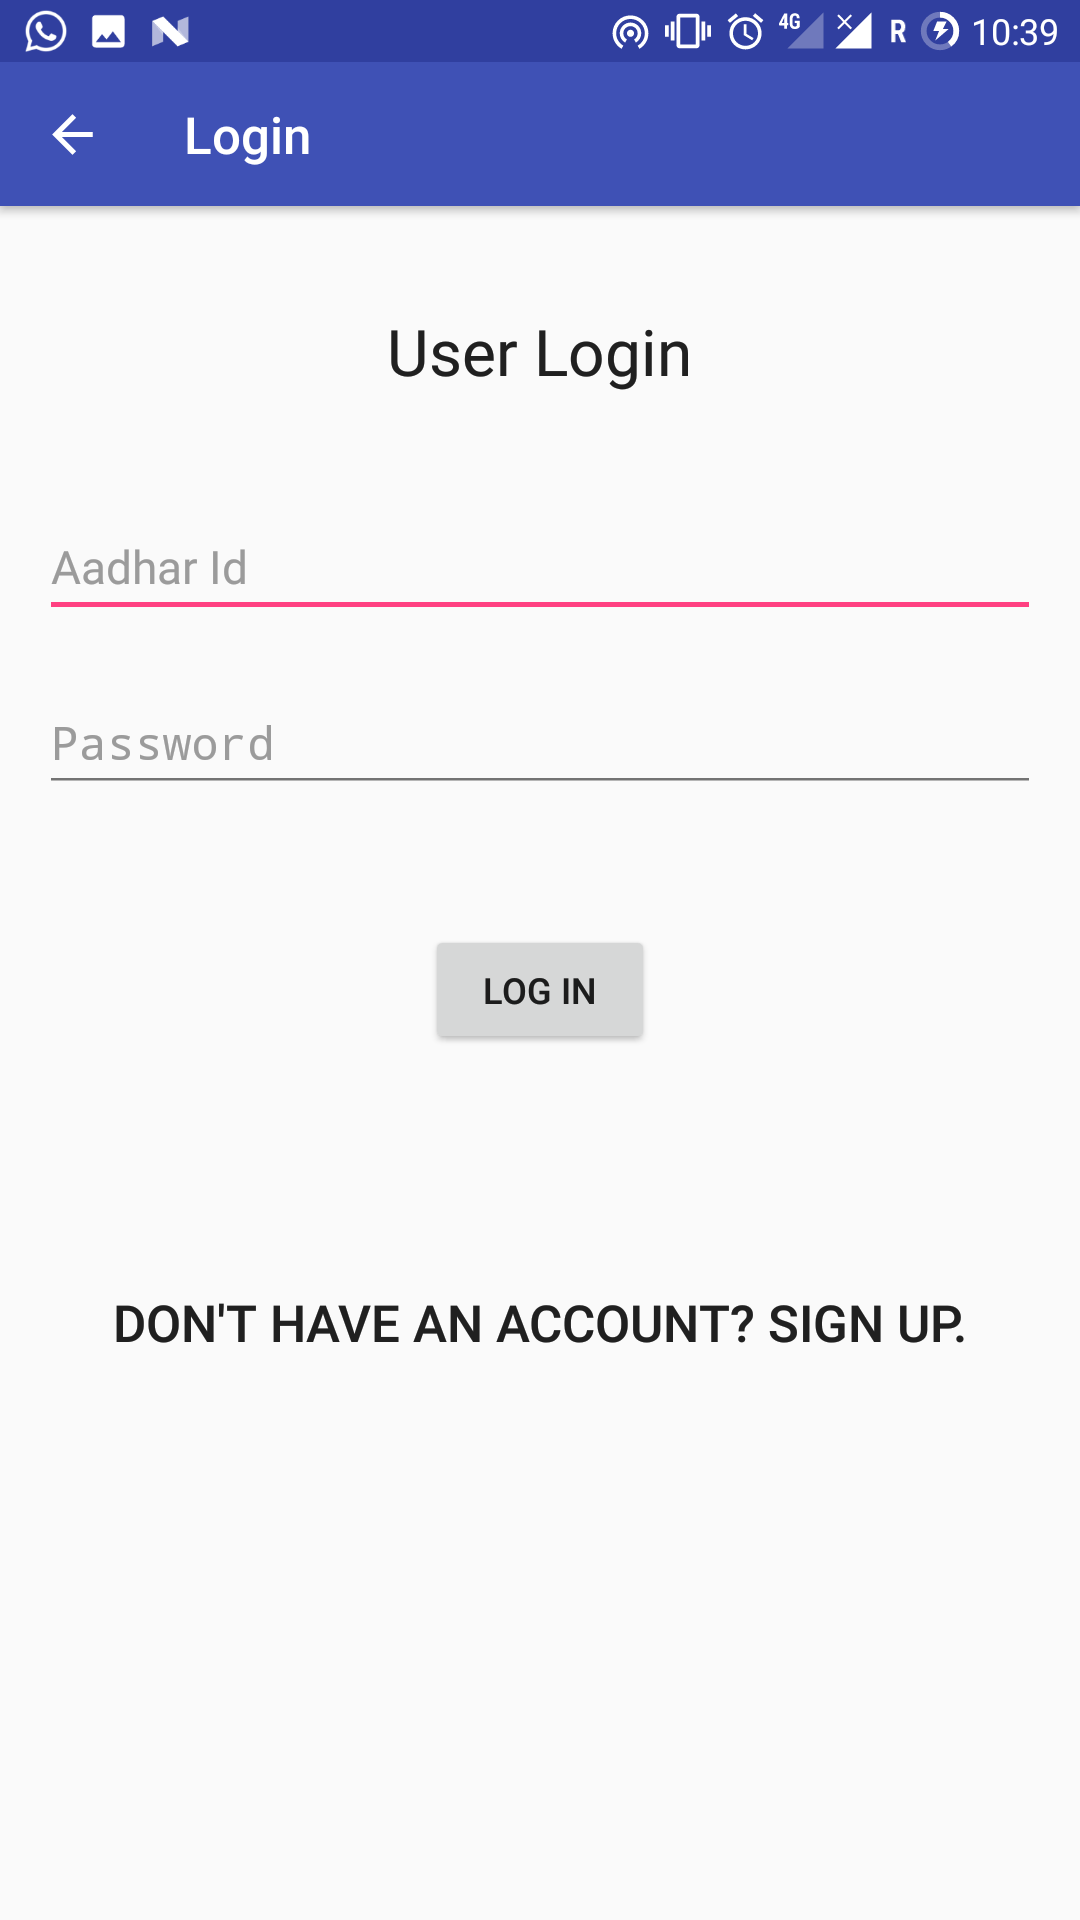 4G R 10:39
Login
User Login
Aadhar Id
Password
LOG IN
DON'T HAVE AN ACCOUNT? SIGN UP.